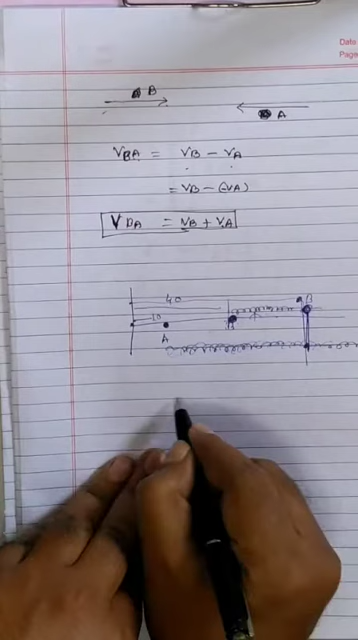 Date
Page
B
A
VBA = VB - VA
= VB - (-VA)
VBA = VB + VA
40
10
A
B